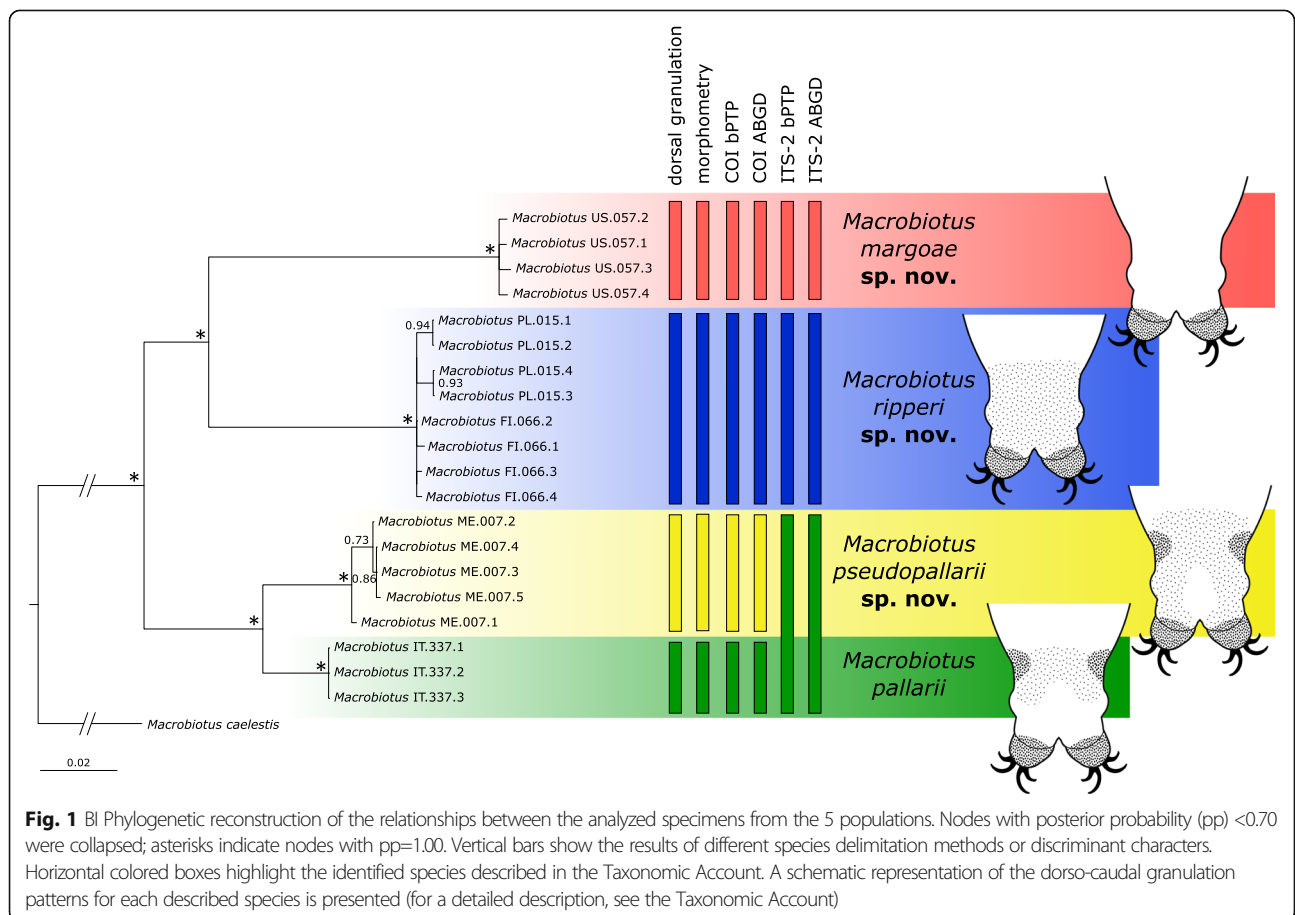 dorsal granulation
morphometry
COI bPTP
COI ABGD
ITS-2 bPTP
ITS-2 ABGD
Macrobiotus US.057.2
Macrobiotus US.057.1
Macrobiotus US.057.3
Macrobiotus US.057.4
*
Macrobiotus
margoae
sp. nov.
*
Macrobiotus PL.015.1
0.94
Macrobiotus PL.015.2
Macrobiotus PL.015.4
0.93
Macrobiotus PL.015.3
*
Macrobiotus FI.066.2
Macrobiotus FI.066.1
Macrobiotus FI.066.3
Macrobiotus FI.066.4
Macrobiotus
ripperi
sp. nov.
*
Macrobiotus ME.007.2
0.73
Macrobiotus ME.007.4
Macrobiotus ME.007.3
*
0.86
Macrobiotus ME.007.5
Macrobiotus ME.007.1
Macrobiotus
pseudopallarii
sp. nov.
*
Macrobiotus IT.337.1
*
Macrobiotus IT.337.2
Macrobiotus IT.337.3
Macrobiotus
pallarii
Macrobiotus caelestis
0.02
Fig. 1 BI Phylogenetic reconstruction of the relationships between the analyzed specimens from the 5 populations. Nodes with posterior probability (pp) <0.70
were collapsed; asterisks indicate nodes with pp=1.00. Vertical bars show the results of different species delimitation methods or discriminant characters.
Horizontal colored boxes highlight the identified species described in the Taxonomic Account. A schematic representation of the dorso-caudal granulation
patterns for each described species is presented (for a detailed description, see the Taxonomic Account)